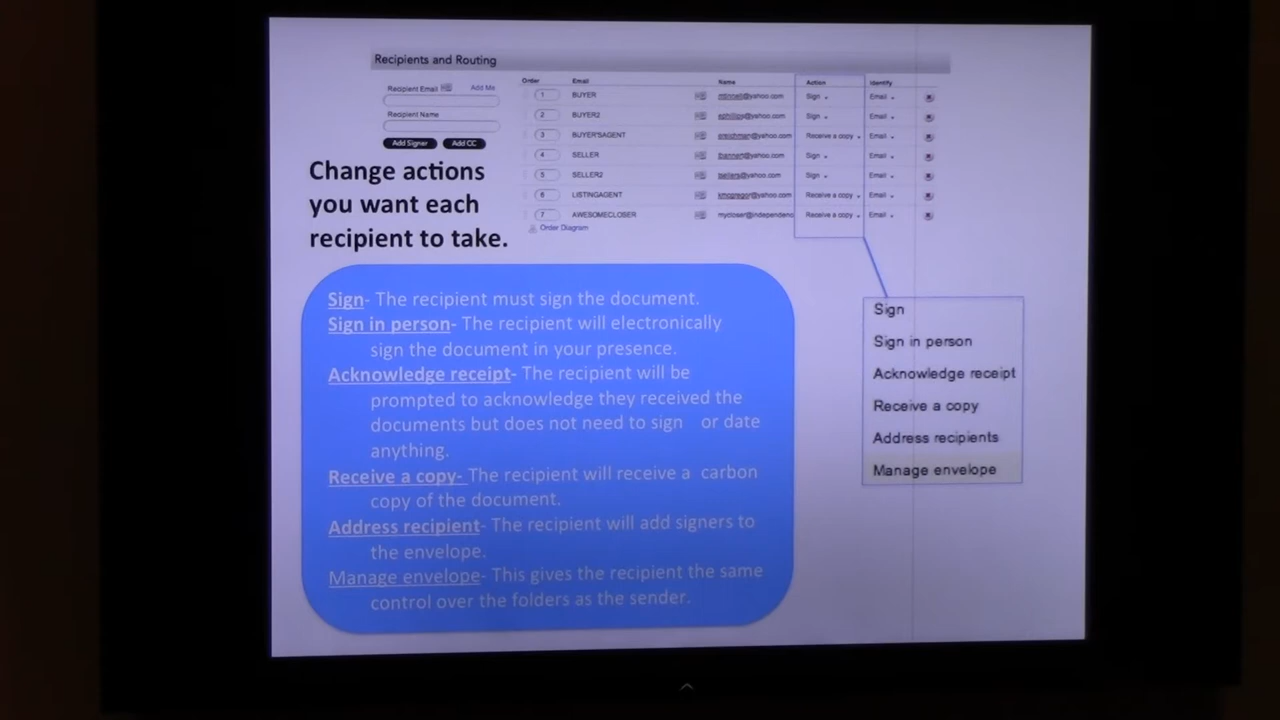 Recipients and Routing
Recipient Email Add Me
Recipient Name
Add Signer Add CC
Order Email Name Action Identify
1 BUYER Sign Email
2 BUYER2 Sign Email
3 BUYER'SAGENT Receive a copy Email
4 SELLER Sign Email
5 SELLER2 Sign Email
6 LISTINGAGENT Receive a copy Email
7 AWESOMECLOSER mycloser@independenc Receive a copy Email
Order Diagram
Change actions
you want each
recipient to take.
Sign- The recipient must sign the document.
Sign in person- The recipient will electronically
sign the document in your presence.
Acknowledge receipt- The recipient will be
prompted to acknowledge they received the
documents but does not need to sign or date
anything.
Receive a copy- The recipient will receive a carbon
copy of the document.
Address recipient- The recipient will add signers to
the envelope.
Manage envelope- This gives the recipient the same
control over the folders as the sender.
Sign
Sign in person
Acknowledge receipt
Receive a copy
Address recipients
Manage envelope